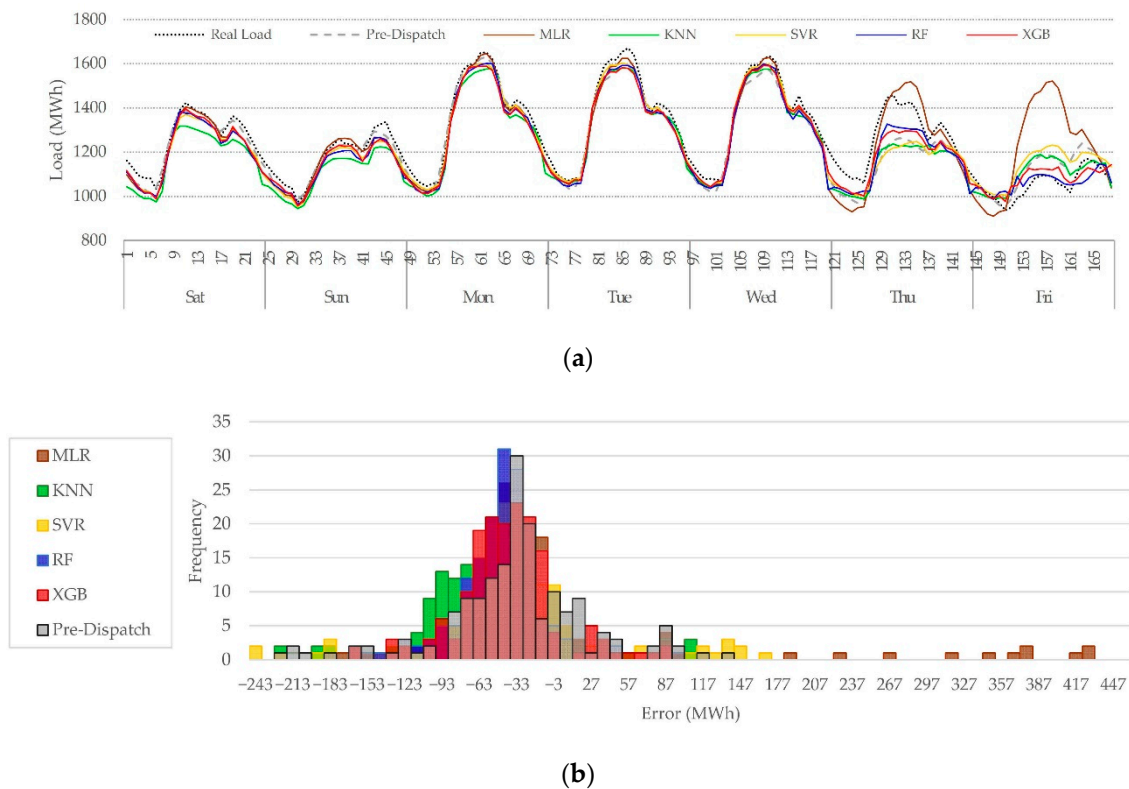 1800
Real Load Pre-Dispatch MLR KNN SVR RF XGB
1600
1400
1200
1000
800
Load (MWh)
1 5 9 13 17 21 25 29 33 37 41 45 49 53 57 61 65 69 73 77 81 85 89 93 97 101 105 109 113 117 121 125 129 133 137 141 145 149 153 157 161 165
Sat Sun Mon Tue Wed Thu Fri
(a)
MLR
KNN
SVR
RF
XGB
Pre-Dispatch
35
30
25
20
15
10
5
0
Frequency
−243 −213 −183 −153 −123 −93 −63 −33 −3 27 57 87 117 147 177 207 237 267 297 327 357 387 417 447
Error (MWh)
(b)